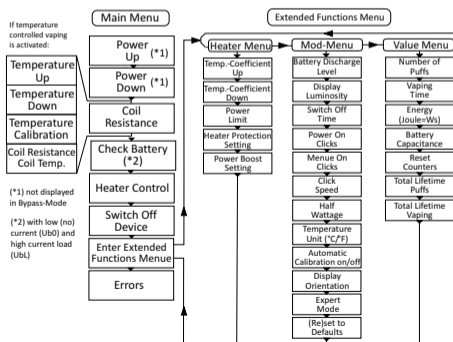 If temperature
controlled vaping
is activated:
Temperature
Up
Temperature
Down
Temperature
Calibration
Coil Resistance
Coil Temp.
(*1) not displayed
in Bypass-Mode
(*2) with low (no)
current (Ub0) and
high current load
(UbL)
Main Menu
Power
Up (*1)
Power
Down (*1)
Coil
Resistance
Check Battery
(*2)
Heater Control
Switch Off
Device
Enter Extended
Functions Menue
Errors
Extended Functions Menu
Heater Menu
Temp.-Coefficient
Up
Temp.-Coefficient
Down
Power
Limit
Heater Protection
Setting
Power Boost
Setting
Mod-Menu
Battery Discharge
Level
Display
Luminosity
Switch Off
Time
Power On
Clicks
Menue On
Clicks
Click
Speed
Half
Wattage
Temperature
Unit (°C/°F)
Automatic
Calibration on/off
Display
Orientation
Expert
Mode
(Re)set to
Defaults
Value Menu
Number of
Puffs
Vaping
Time
Energy
(Joule=Ws)
Battery
Capacitance
Reset
Counters
Total Lifetime
Puffs
Total Lifetime
Vaping